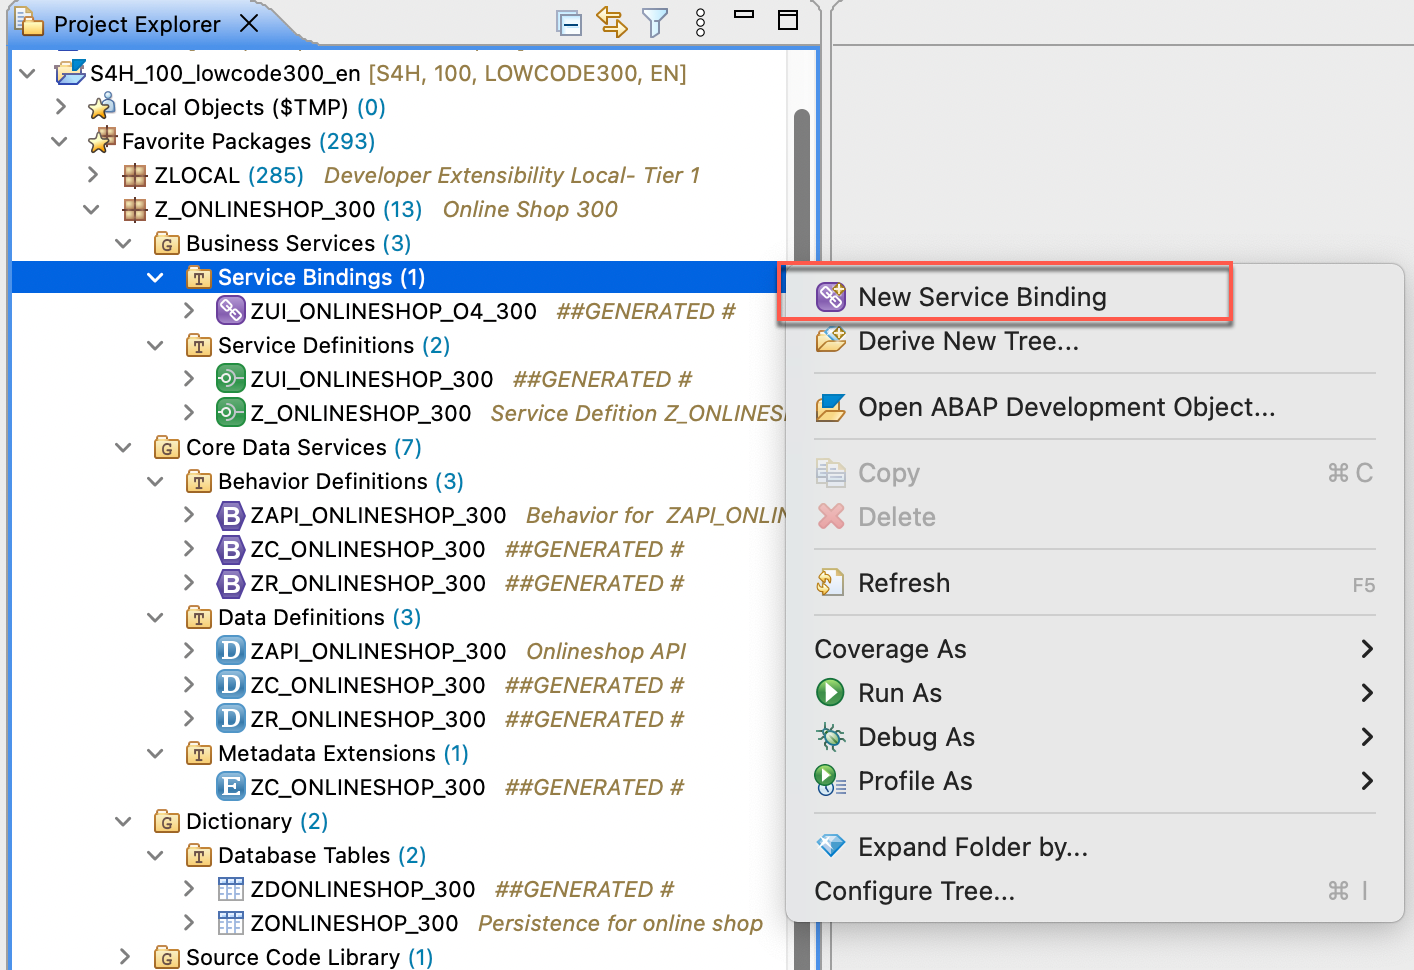 Project Explorer
S4H_100_lowcode300_en [S4H, 100, LOWCODE300, EN]
Local Objects ($TMP) (0)
Favorite Packages (293)
ZLOCAL (285) Developer Extensibility Local- Tier 1
Z_ONLINESHOP_300 (13) Online Shop 300
Business Services (3)
Service Bindings (1)
ZUI_ONLINESHOP_O4_300 ##GENERATED #
Service Definitions (2)
ZUI_ONLINESHOP_300 ##GENERATED #
Z_ONLINESHOP_300 Service Defition Z_ONLINES
Core Data Services (7)
Behavior Definitions (3)
ZAPI_ONLINESHOP_300 Behavior for ZAPI_ONLIN
ZC_ONLINESHOP_300 ##GENERATED #
ZR_ONLINESHOP_300 ##GENERATED #
Data Definitions (3)
ZAPI_ONLINESHOP_300 Onlineshop API
ZC_ONLINESHOP_300 ##GENERATED #
ZR_ONLINESHOP_300 ##GENERATED #
Metadata Extensions (1)
ZC_ONLINESHOP_300 ##GENERATED #
Dictionary (2)
Database Tables (2)
ZDONLINESHOP_300 ##GENERATED #
ZONLINESHOP_300 Persistence for online shop
Source Code Library (1)
New Service Binding
Derive New Tree...
Open ABAP Development Object...
Copy ⌘ C
Delete
Refresh F5
Coverage As
Run As
Debug As
Profile As
Expand Folder by...
Configure Tree... ⌘ I